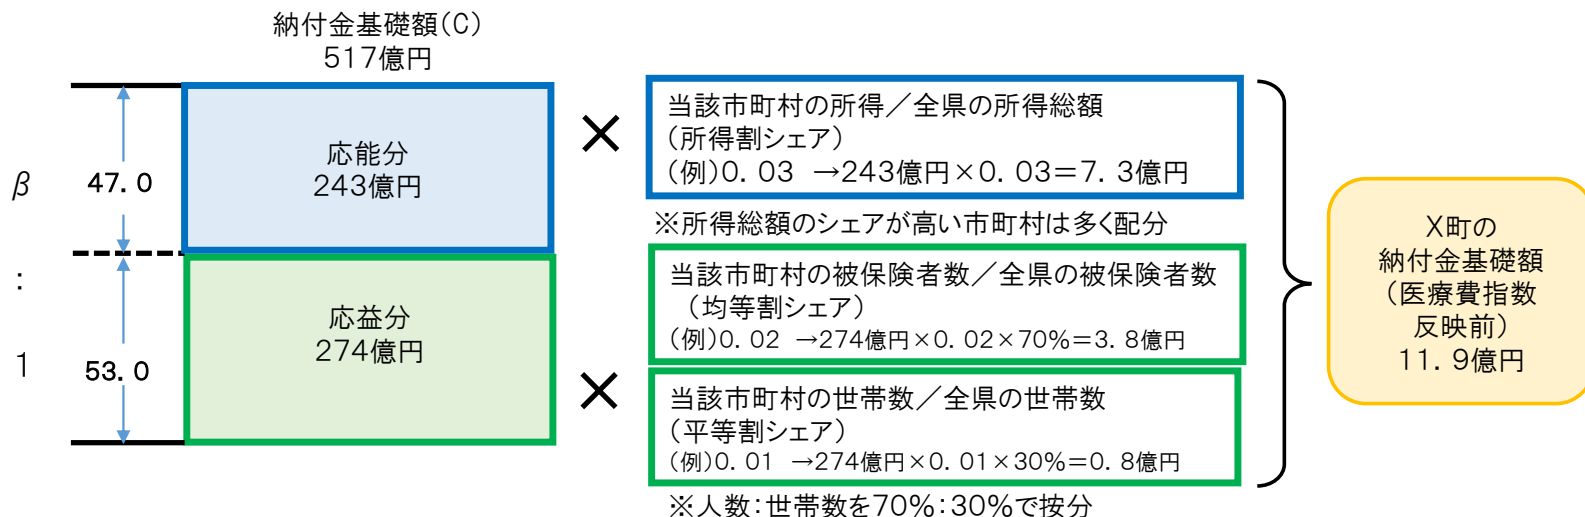 納付金基礎額(C)
517億円
β
:
1
47.0
53.0
応能分
243億円
応益分
274億円
×
×
当該市町村の所得/全県の所得総額
(所得割シェア)
(例)0.03 →243億円×0.03=7.3億円
※所得総額のシェアが高い市町村は多く配分
当該市町村の被保険者数/全県の被保険者数
(均等割シェア)
(例)0.02 →274億円×0.02×70%=3.8億円
当該市町村の世帯数/全県の世帯数
(平等割シェア)
(例)0.01 →274億円×0.01×30%=0.8億円
※人数:世帯数を70%:30%で按分
X町の
納付金基礎額
(医療費指数
反映前)
11.9億円